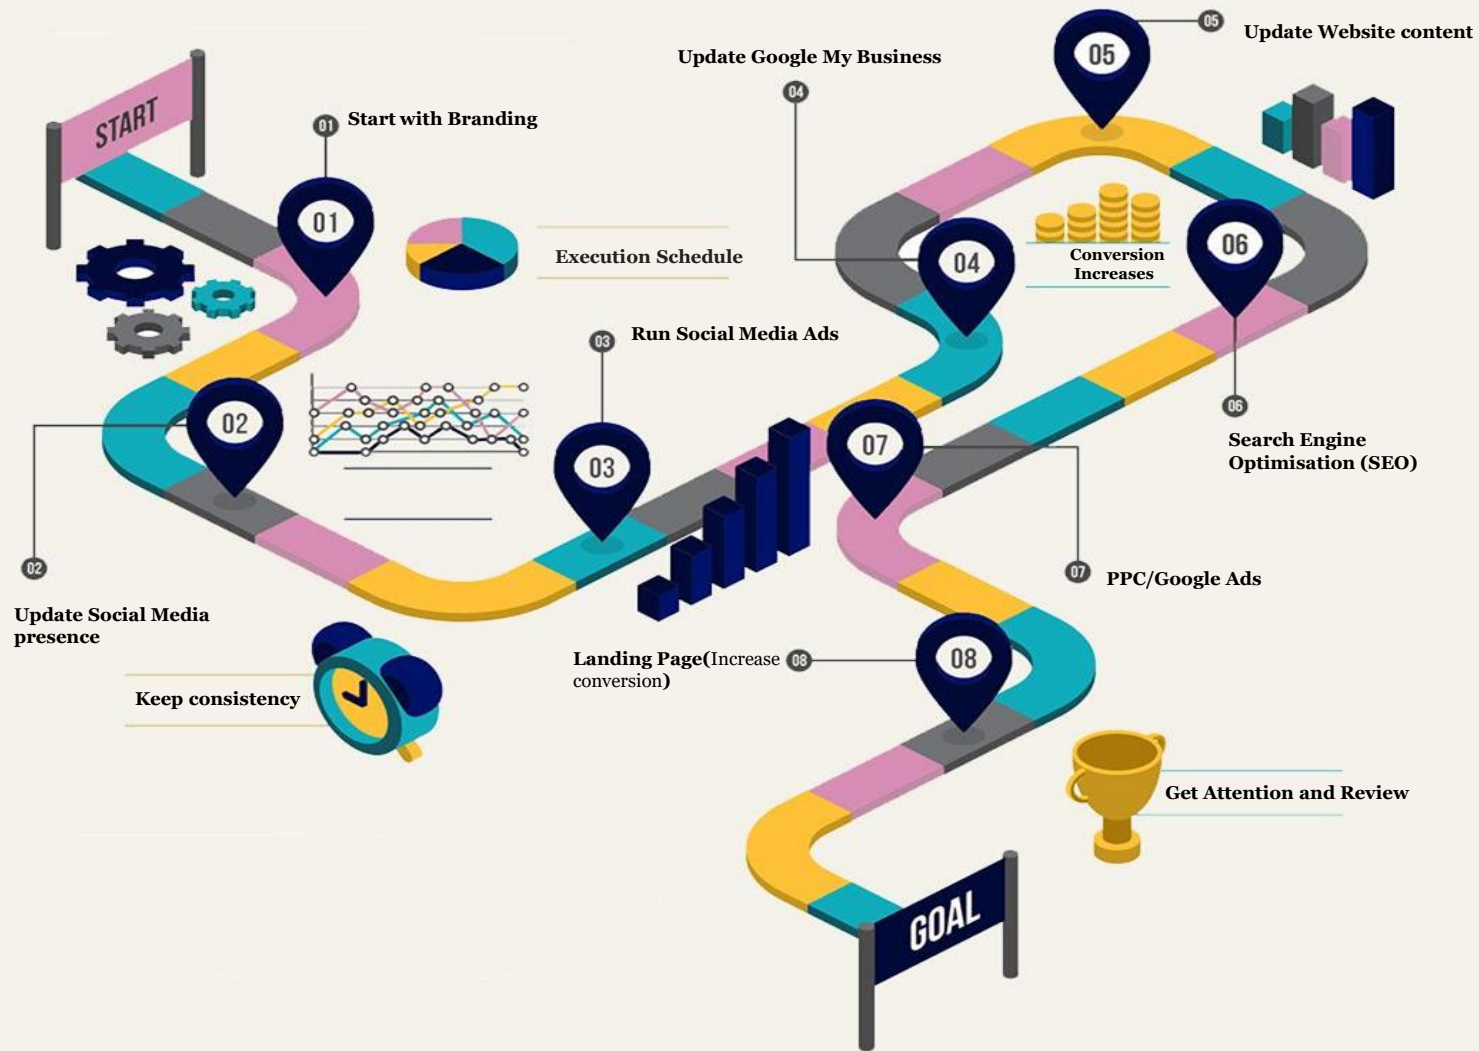 START
01
Start with Branding
01
Execution Schedule
02
02
Update Social Media
presence
03
Run Social Media Ads
03
Keep consistency
Update Google My Business
04
04
05
05
Update Website content
Conversion
Increases
06
06
Search Engine
Optimisation (SEO)
07
07
PPC/Google Ads
08
Landing Page(Increase
conversion)
08
Get Attention and Review
GOAL